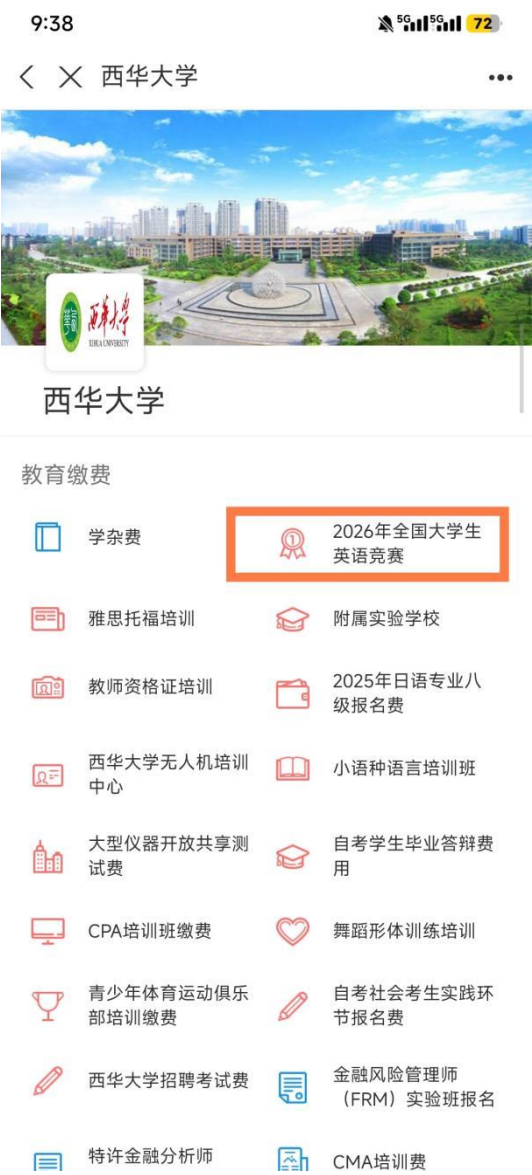 9:38
5G 5G 72
西华大学
西华大学
XIHUA UNIVERSITY
西华大学
教育缴费
学杂费
2026年全国大学生
英语竞赛
雅思托福培训
附属实验学校
教师资格证培训
2025年日语专业八
级报名费
西华大学无人机培训
中心
小语种语言培训班
大型仪器开放共享测
试费
自考学生毕业答辩费
用
CPA培训班缴费
舞蹈形体训练培训
青少年体育运动俱乐
部培训缴费
自考社会考生实践环
节报名费
西华大学招聘考试费
金融风险管理师
（FRM）实验班报名
特许金融分析师
CMA培训费